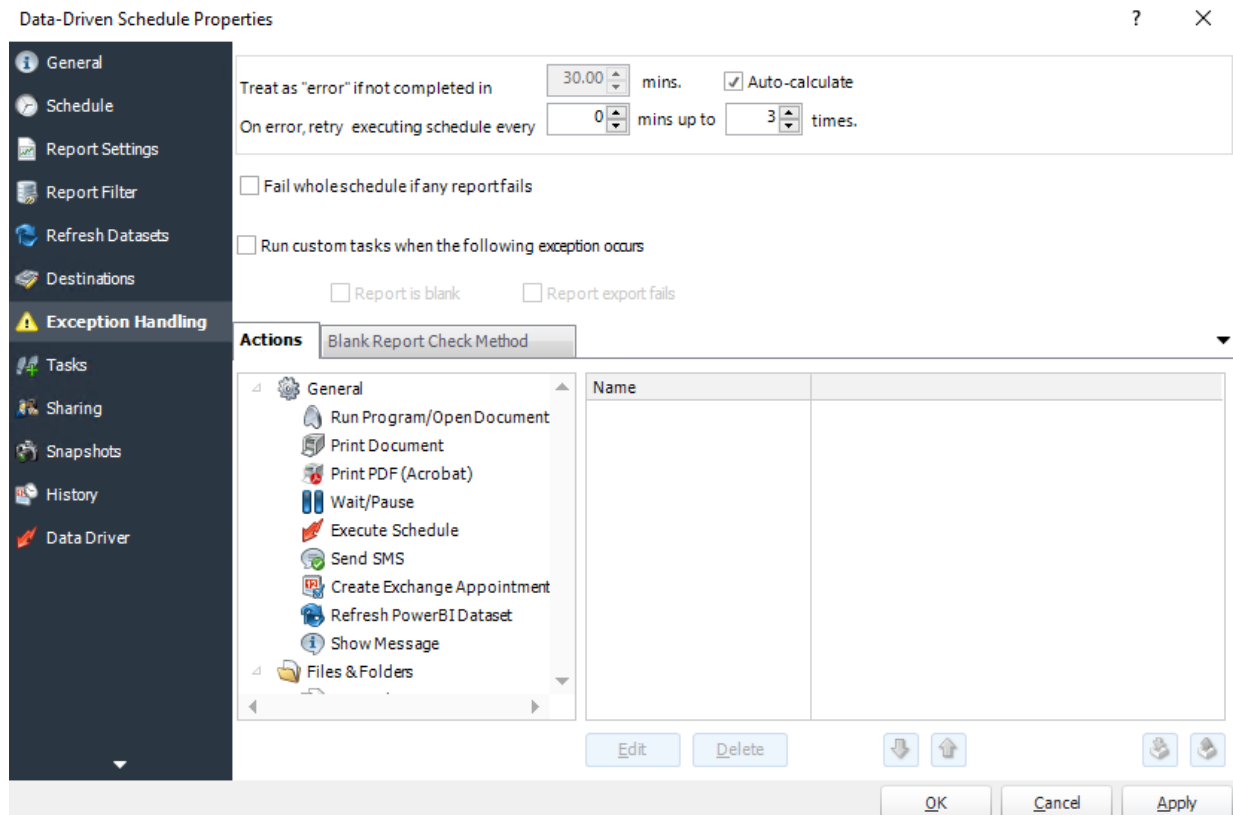 Data-Driven Schedule Properties
?
General
Schedule
Report Settings
Report Filter
Refresh Datasets
Destinations
Exception Handling
Tasks
Sharing
Snapshots
History
Data Driver
Treat as "error" if not completed in 30.00 mins. Auto-calculate
On error, retry executing schedule every 0 mins up to 3 times.
Fail whole schedule if any report fails
Run custom tasks when the following exception occurs
Report is blank Report export fails
Actions Blank Report Check Method
General
Run Program/Open Document
Print Document
Print PDF (Acrobat)
Wait/Pause
Execute Schedule
Send SMS
Create Exchange Appointment
Refresh PowerBI Dataset
Show Message
Files & Folders
Name
Edit Delete
OK Cancel Apply